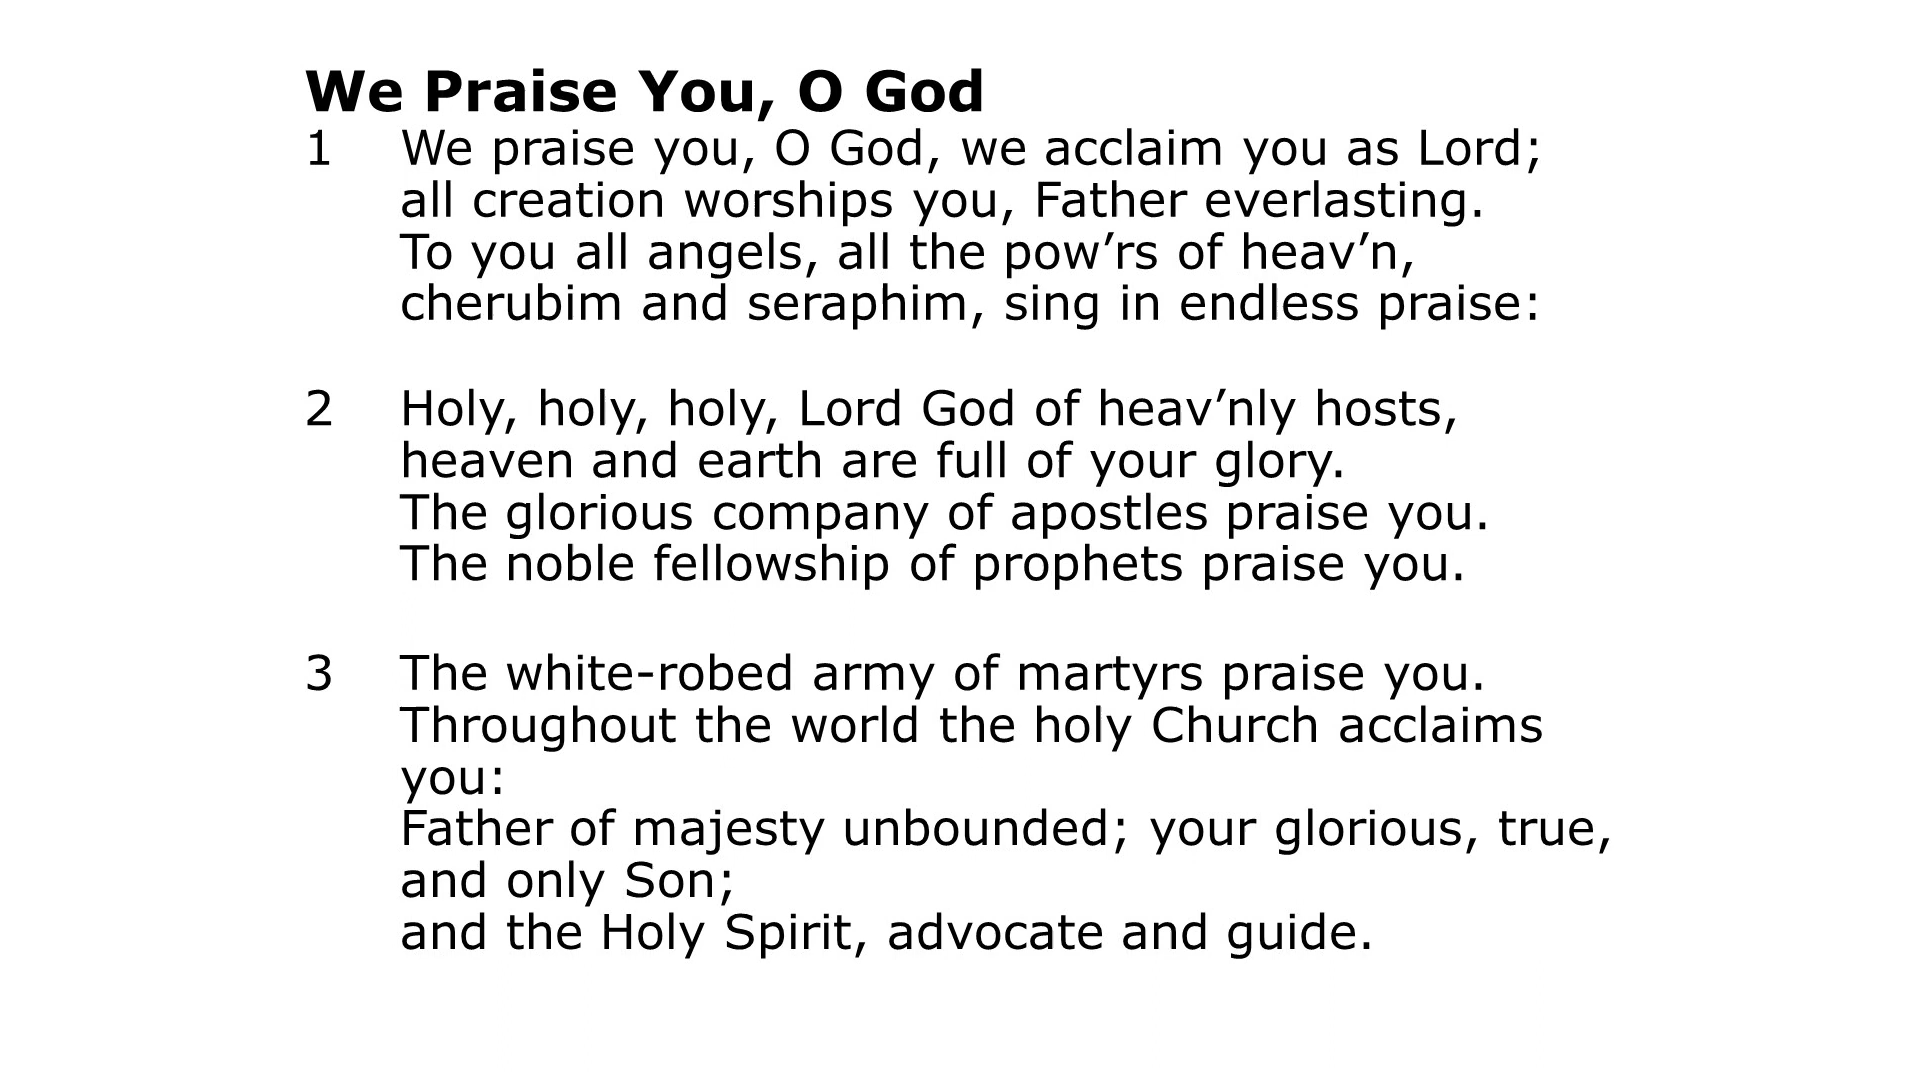 We Praise You, O God
1 We praise you, O God, we acclaim you as Lord;
all creation worships you, Father everlasting.
To you all angels, all the pow’rs of heav’n,
cherubim and seraphim, sing in endless praise:
2 Holy, holy, holy, Lord God of heav’nly hosts,
heaven and earth are full of your glory.
The glorious company of apostles praise you.
The noble fellowship of prophets praise you.
3 The white-robed army of martyrs praise you.
Throughout the world the holy Church acclaims
you:
Father of majesty unbounded; your glorious, true,
and only Son;
and the Holy Spirit, advocate and guide.